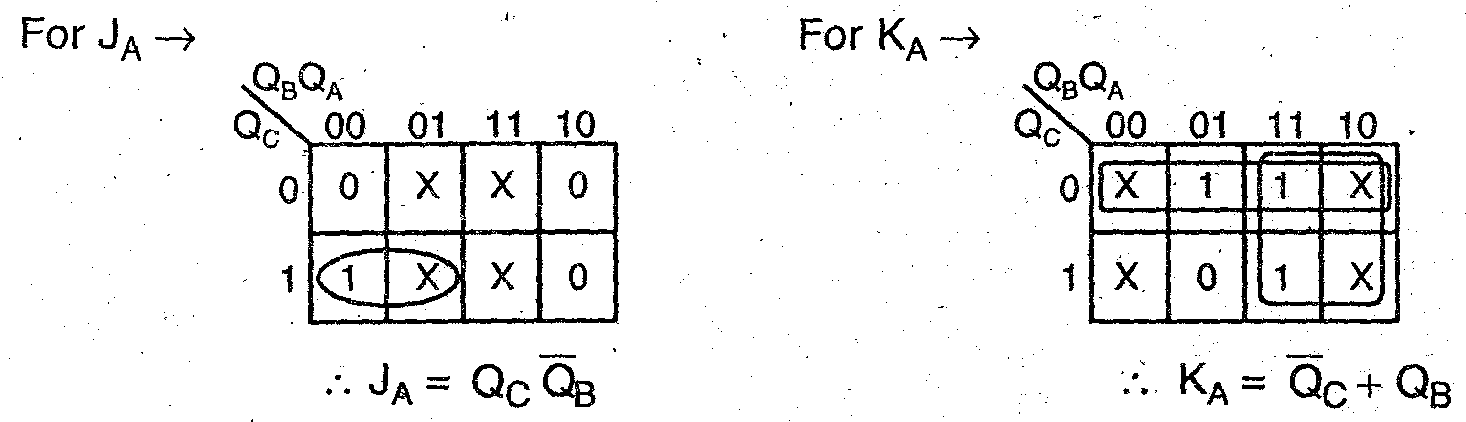 For J_A → For K_A →
Q_BQ_A Q_BQ_A
Q_C 00 01 11 10 Q_C 00 01 11 10
0 0 X X 0 0 X 1 1 X
1 1 X X 0 1 X 0 1 X
∴ J_A = Q_C Q̅_B ∴ K_A = Q̅_C + Q_B